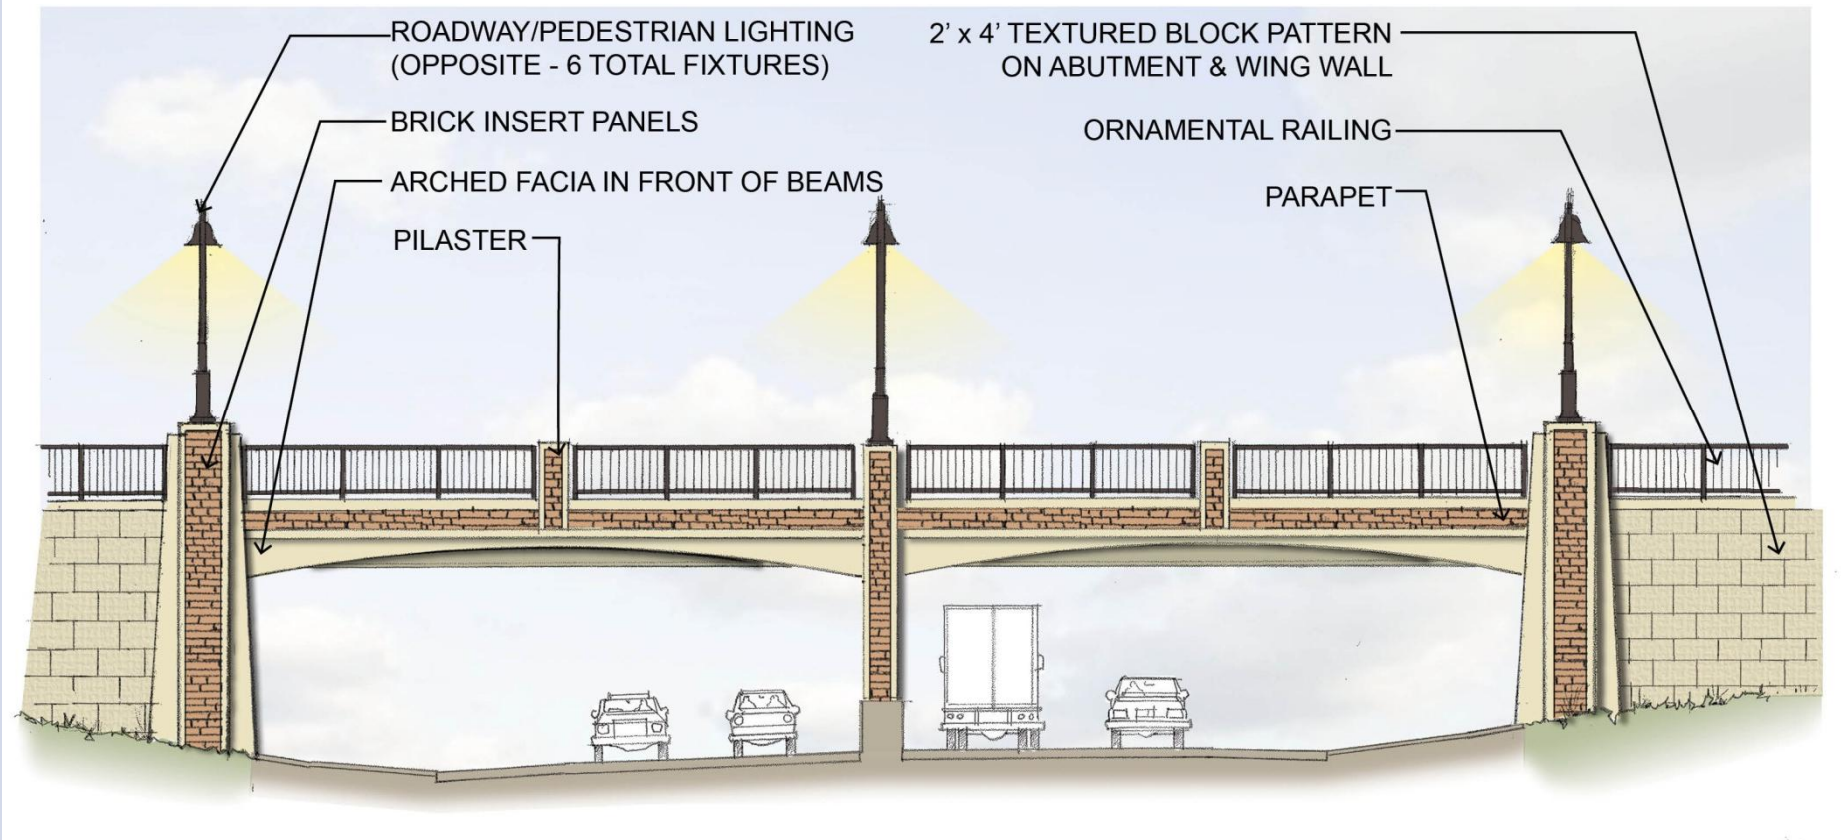 ROADWAY/PEDESTRIAN LIGHTING
(OPPOSITE - 6 TOTAL FIXTURES)
BRICK INSERT PANELS
ARCHED FACIA IN FRONT OF BEAMS
PILASTER
2' x 4' TEXTURED BLOCK PATTERN
ON ABUTMENT & WING WALL
ORNAMENTAL RAILING
PARAPET